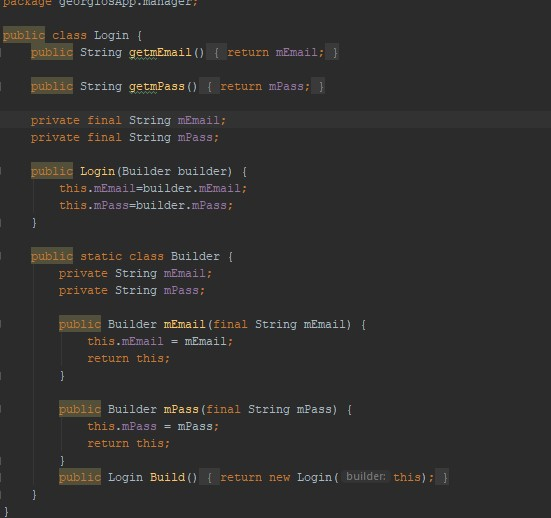 package georgiosApp.manager;
public class Login {
public String getmEmail() { return mEmail; }
public String getmPass() { return mPass; }
private final String mEmail;
private final String mPass;
public Login(Builder builder) {
this.mEmail=builder.mEmail;
this.mPass=builder.mPass;
}
public static class Builder {
private String mEmail;
private String mPass;
public Builder mEmail(final String mEmail) {
this.mEmail = mEmail;
return this;
}
public Builder mPass(final String mPass) {
this.mPass = mPass;
return this;
}
public Login Build() { return new Login( builder: this); }
}
}